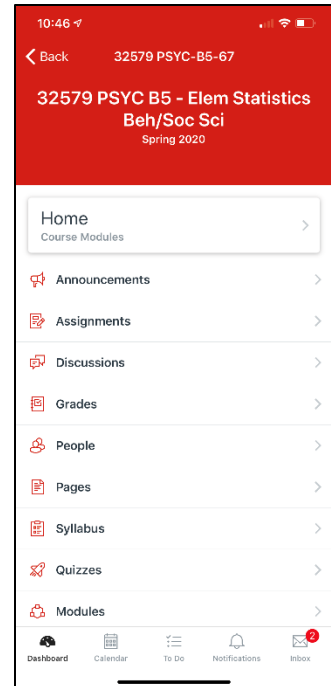 10:46
Back 32579 PSYC-B5-67
32579 PSYC B5 - Elem Statistics
Beh/Soc Sci
Spring 2020
Home
Course Modules
Announcements
Assignments
Discussions
Grades
People
Pages
Syllabus
Quizzes
Modules
2
Dashboard Calendar To Do Notifications Inbox